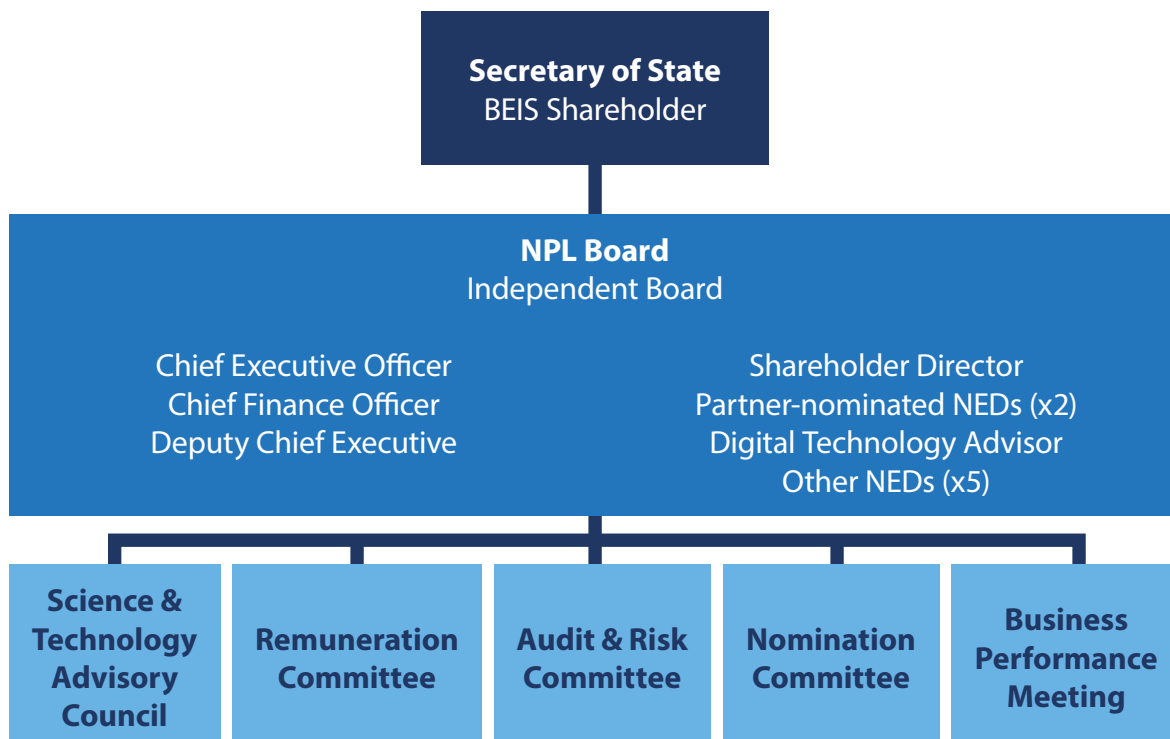 Secretary of State
BEIS Shareholder
NPL Board
Independent Board
Chief Executive Officer
Chief Finance Officer
Deputy Chief Executive
Shareholder Director
Partner-nominated NEDs (x2)
Digital Technology Advisor
Other NEDs (x5)
Science &
Technology
Advisory
Council
Remuneration
Committee
Audit & Risk
Committee
Nomination
Committee
Business
Performance
Meeting